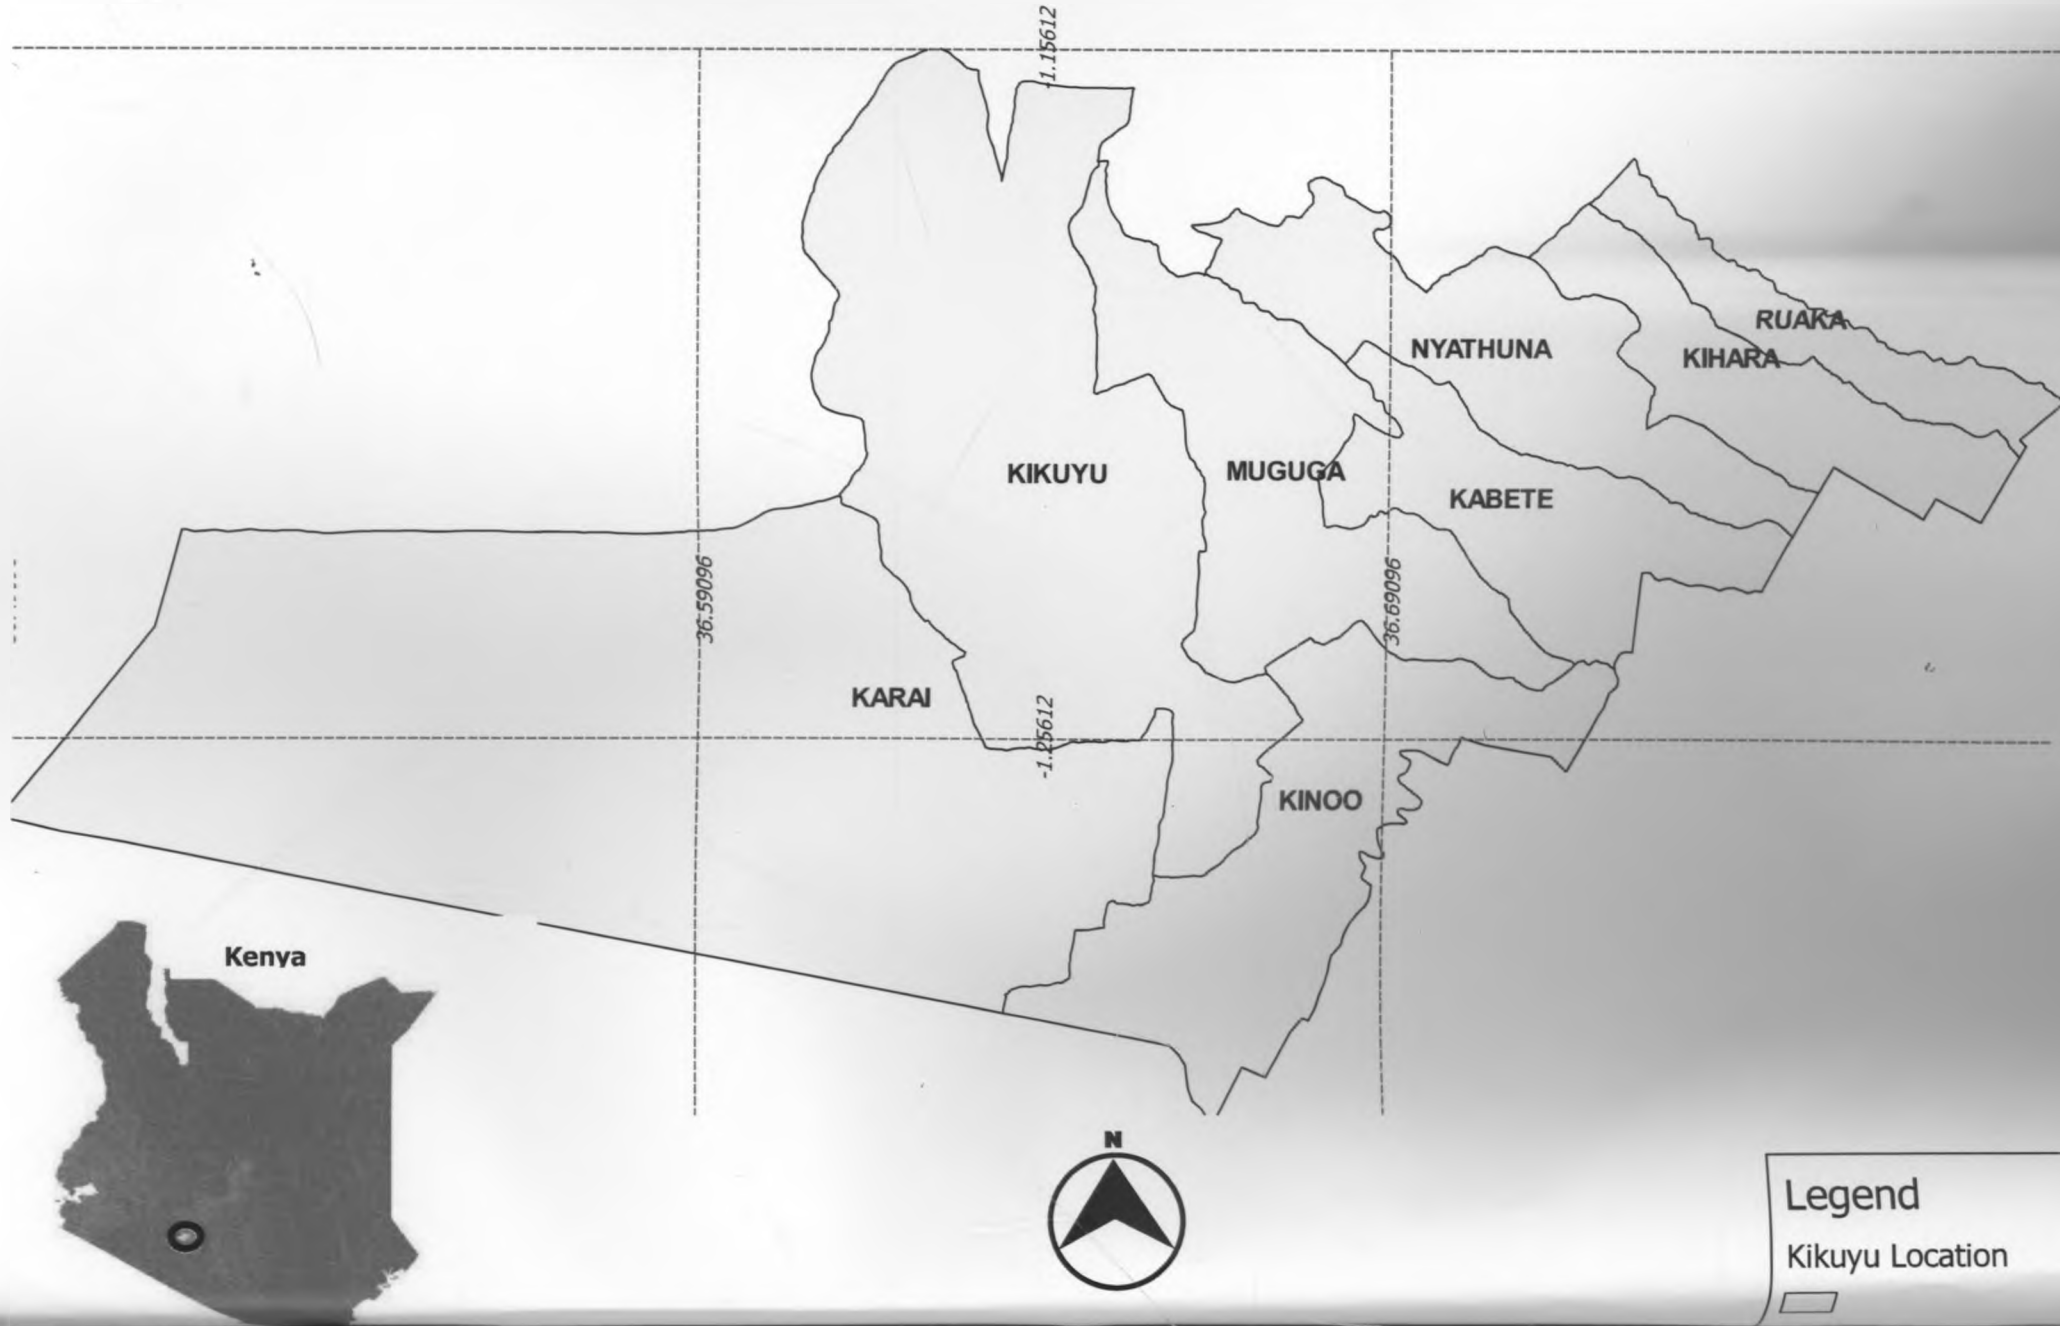 -1.15612
RUAKA
NYATHUNA
KIHARA
KIKUYU
MUGUGA
KABETE
36.59096
36.69096
KARAI
-1.25612
KINOO
Kenya
N
Legend
Kikuyu Location